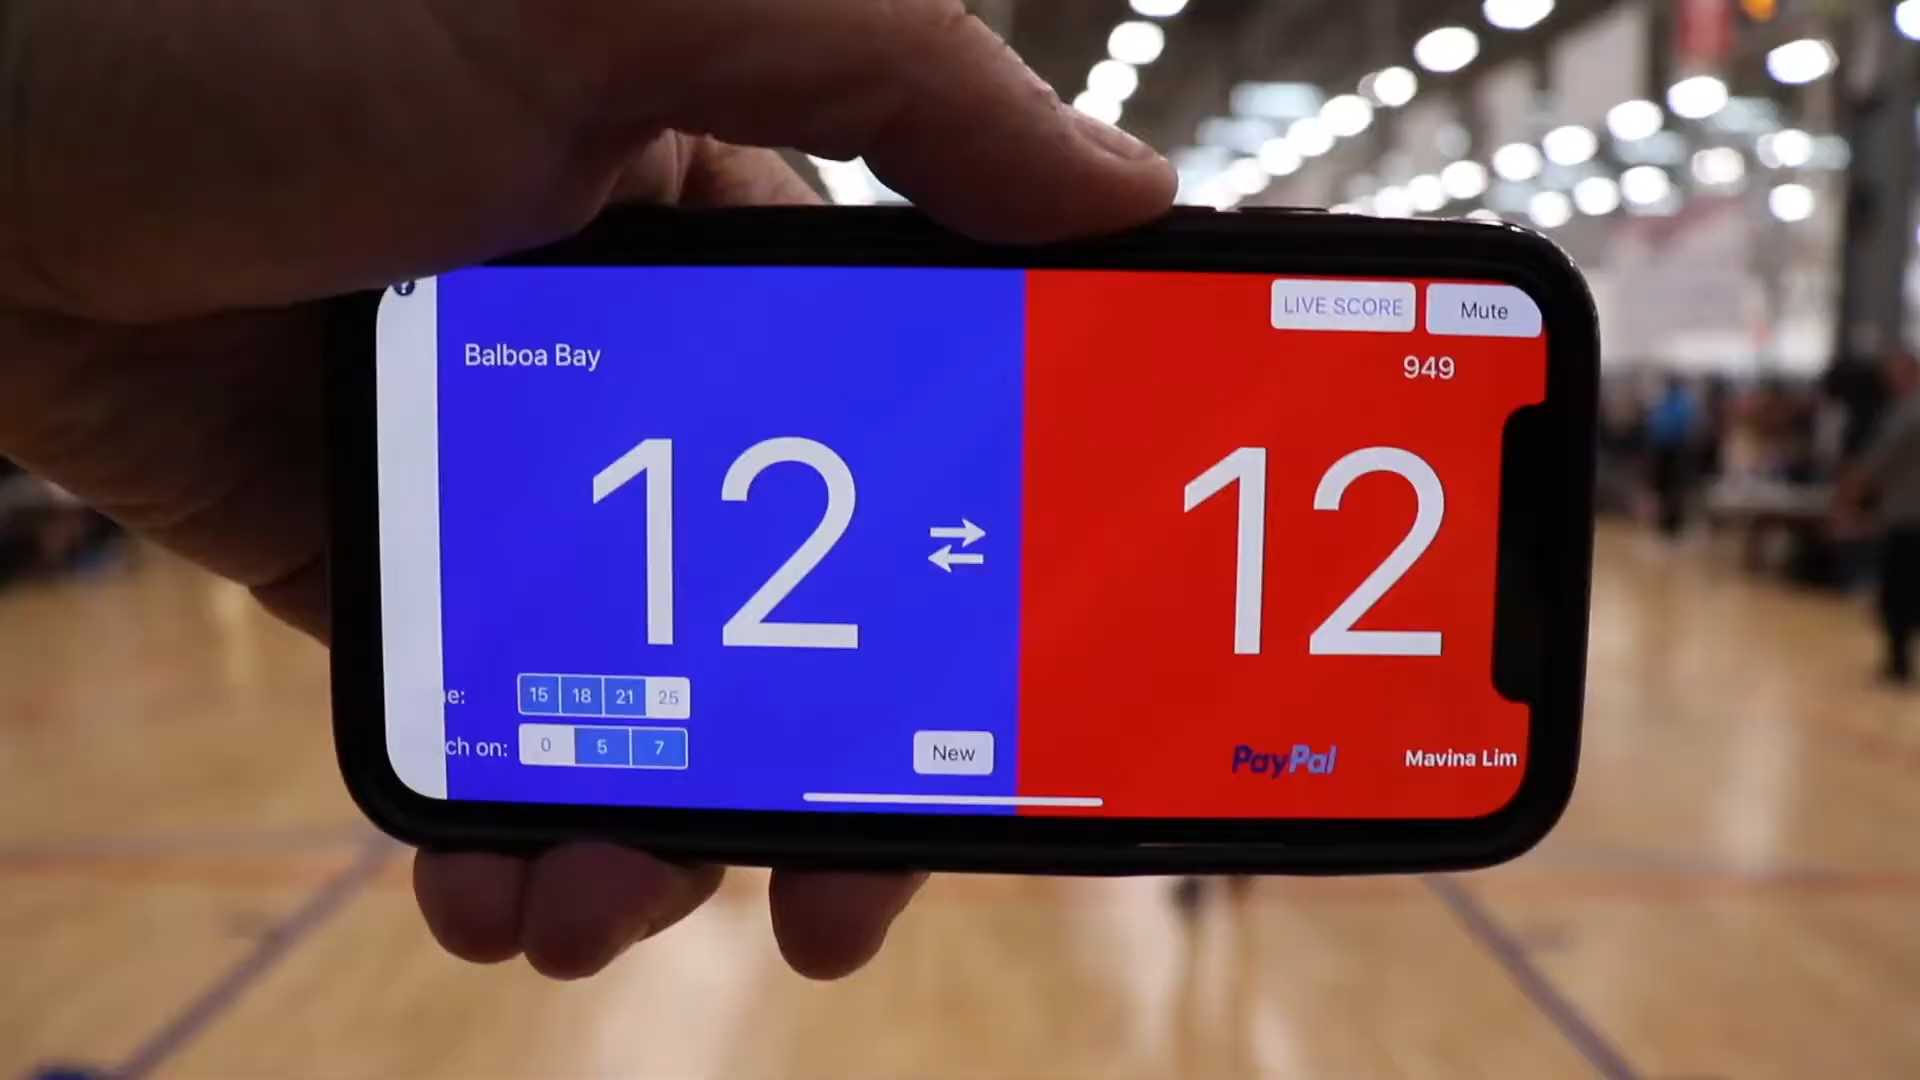 LIVE SCORE Mute
Balboa Bay 949
12 12
e: 15 18 21 25
ch on: 0 5 7
New PayPal Mavina Lim